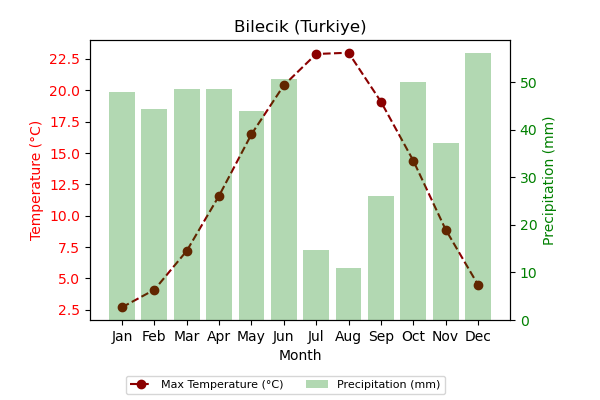 Bilecik (Turkiye)
Temperature (°C)
22.5
20.0
17.5
15.0
12.5
10.0
7.5
5.0
2.5
Precipitation (mm)
50
40
30
20
10
0
Jan Feb Mar Apr May Jun Jul Aug Sep Oct Nov Dec
Month
Max Temperature (°C) Precipitation (mm)